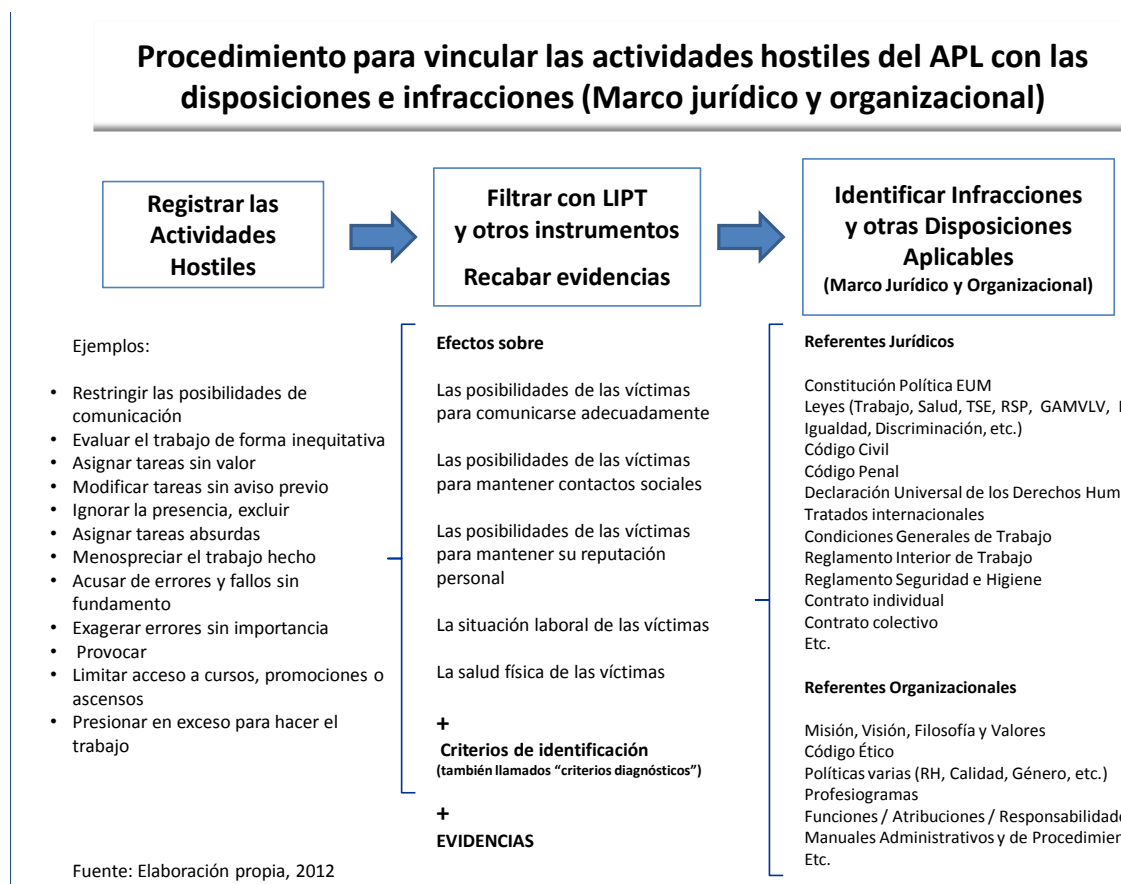 Procedimiento para vincular las actividades hostiles del APL con las
disposiciones e infracciones (Marco jurídico y organizacional)
Registrar las
Actividades
Hostiles
Filtrar con LIPT
y otros instrumentos
Recabar evidencias
Identificar Infracciones
y otras Disposiciones
Aplicables
(Marco Jurídico y Organizacional)
Ejemplos:
• Restringir las posibilidades de
comunicación
• Evaluar el trabajo de forma inequitativa
• Asignar tareas sin valor
• Modificar tareas sin aviso previo
• Ignorar la presencia, excluir
• Asignar tareas absurdas
• Menospreciar el trabajo hecho
• Acusar de errores y fallos sin
fundamento
• Exagerar errores sin importancia
• Provocar
• Limitar acceso a cursos, promociones o
ascensos
• Presionar en exceso para hacer el
trabajo
Fuente: Elaboración propia, 2012
Efectos sobre
Las posibilidades de las víctimas
para comunicarse adecuadamente
Las posibilidades de las víctimas
para mantener contactos sociales
Las posibilidades de las víctimas
para mantener su reputación
personal
La situación laboral de las víctimas
La salud física de las víctimas
+
Criterios de identificación
(también llamados “criterios diagnósticos”)
+
EVIDENCIAS
Referentes Jurídicos
Constitución Política EUM
Leyes (Trabajo, Salud, TSE, RSP, GAMVLV,
Igualdad, Discriminación, etc.)
Código Civil
Código Penal
Declaración Universal de los Derechos Hum
Tratados internacionales
Condiciones Generales de Trabajo
Reglamento Interior de Trabajo
Reglamento Seguridad e Higiene
Contrato individual
Contrato colectivo
Etc.
Referentes Organizacionales
Misión, Visión, Filosofía y Valores
Código Ético
Políticas varias (RH, Calidad, Género, etc.)
Profesiogramas
Funciones / Atribuciones / Responsabilidad
Manuales Administrativos y de Procedimie
Etc.